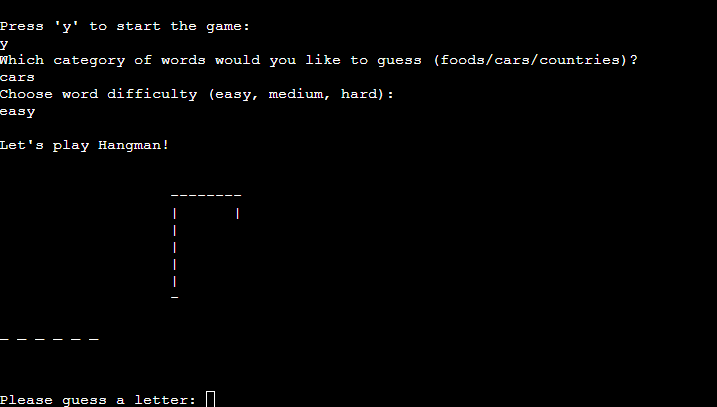 Press 'y' to start the game:
y
Which category of words would you like to guess (foods/cars/countries)?
cars
Choose word difficulty (easy, medium, hard):
easy
Let's play Hangman!
--------
|       |
|
|
|
|
-
_ _ _ _ _ _
Please guess a letter: